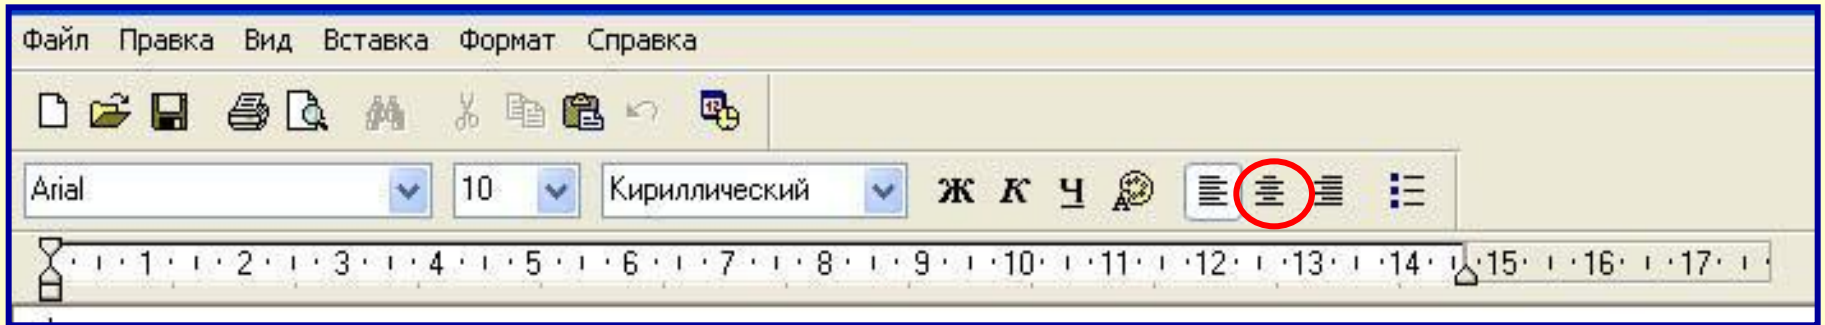 Файл Правка Вид Вставка Формат Справка
12
Arial 10 Кириллический Ж К Ч А
1 2 3 4 5 6 7 8 9 10 11 12 13 14 15 16 17